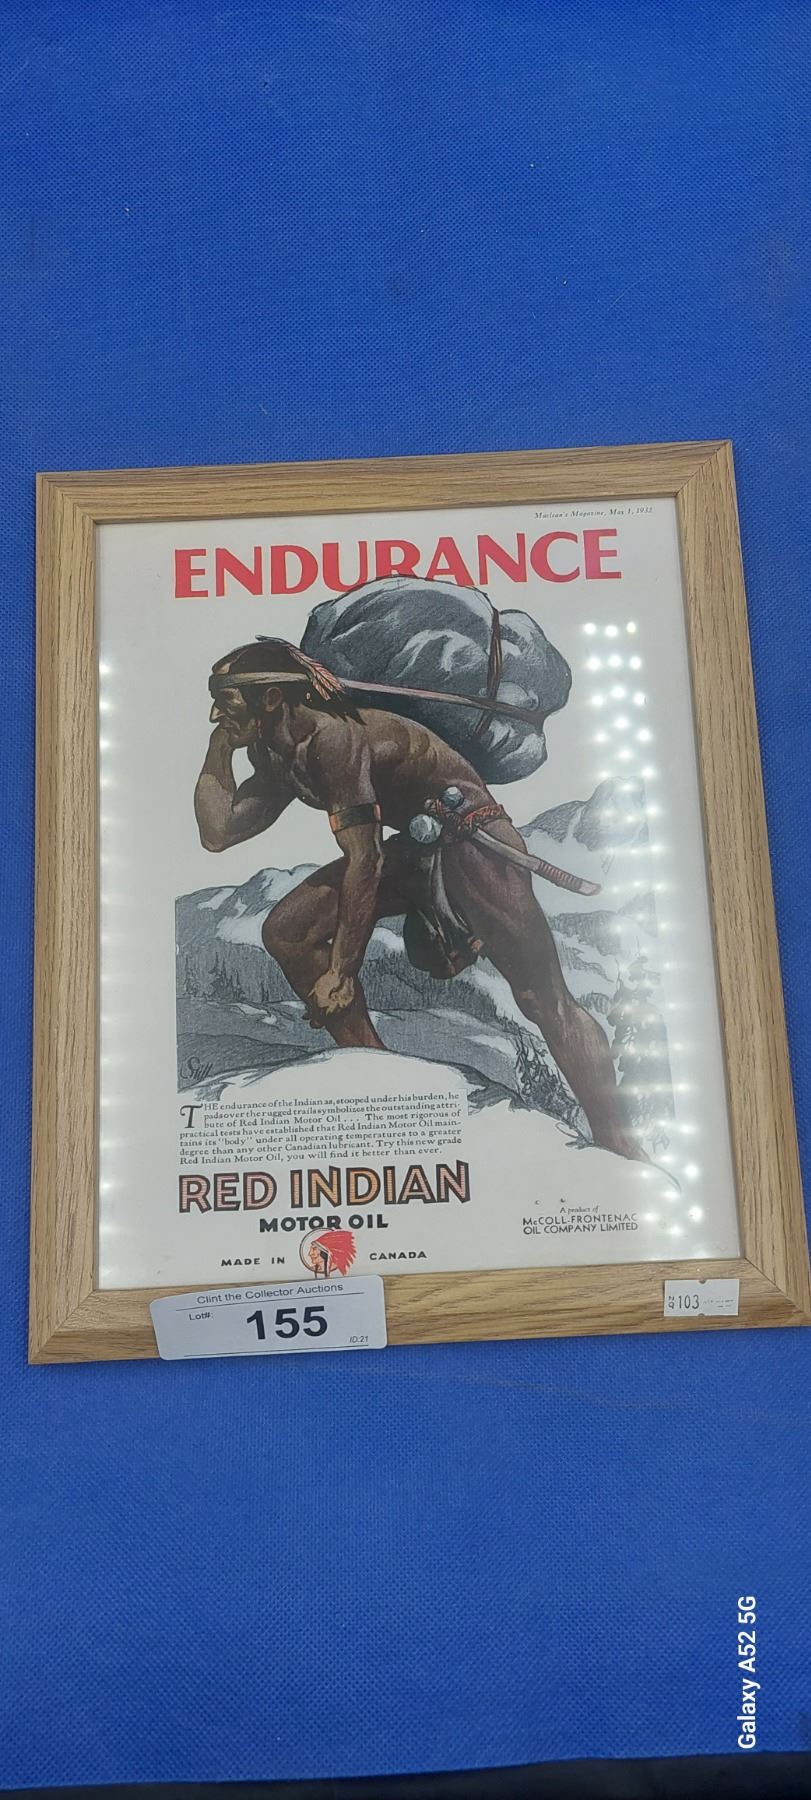 Maclean's Magazine, May 1, 1932
ENDURANCE
Still
THE endurance of the Indian as, stooped under his burden, he
pads over the rugged trails symbolizes the outstanding attri-
bute of Red Indian Motor Oil . . . The most rigorous of
practical tests have established that Red Indian Motor Oil main-
tains its "body" under all operating temperatures to a greater
degree than any other Canadian lubricant. Try this new grade
Red Indian Motor Oil, you will find it better than ever.
RED INDIAN
MOTOR OIL
MADE IN CANADA
A product of
McCOLL-FRONTENAC
OIL COMPANY LIMITED
Clint the Collector Auctions
Lot#: 155
ID:21
103
Galaxy A52 5G